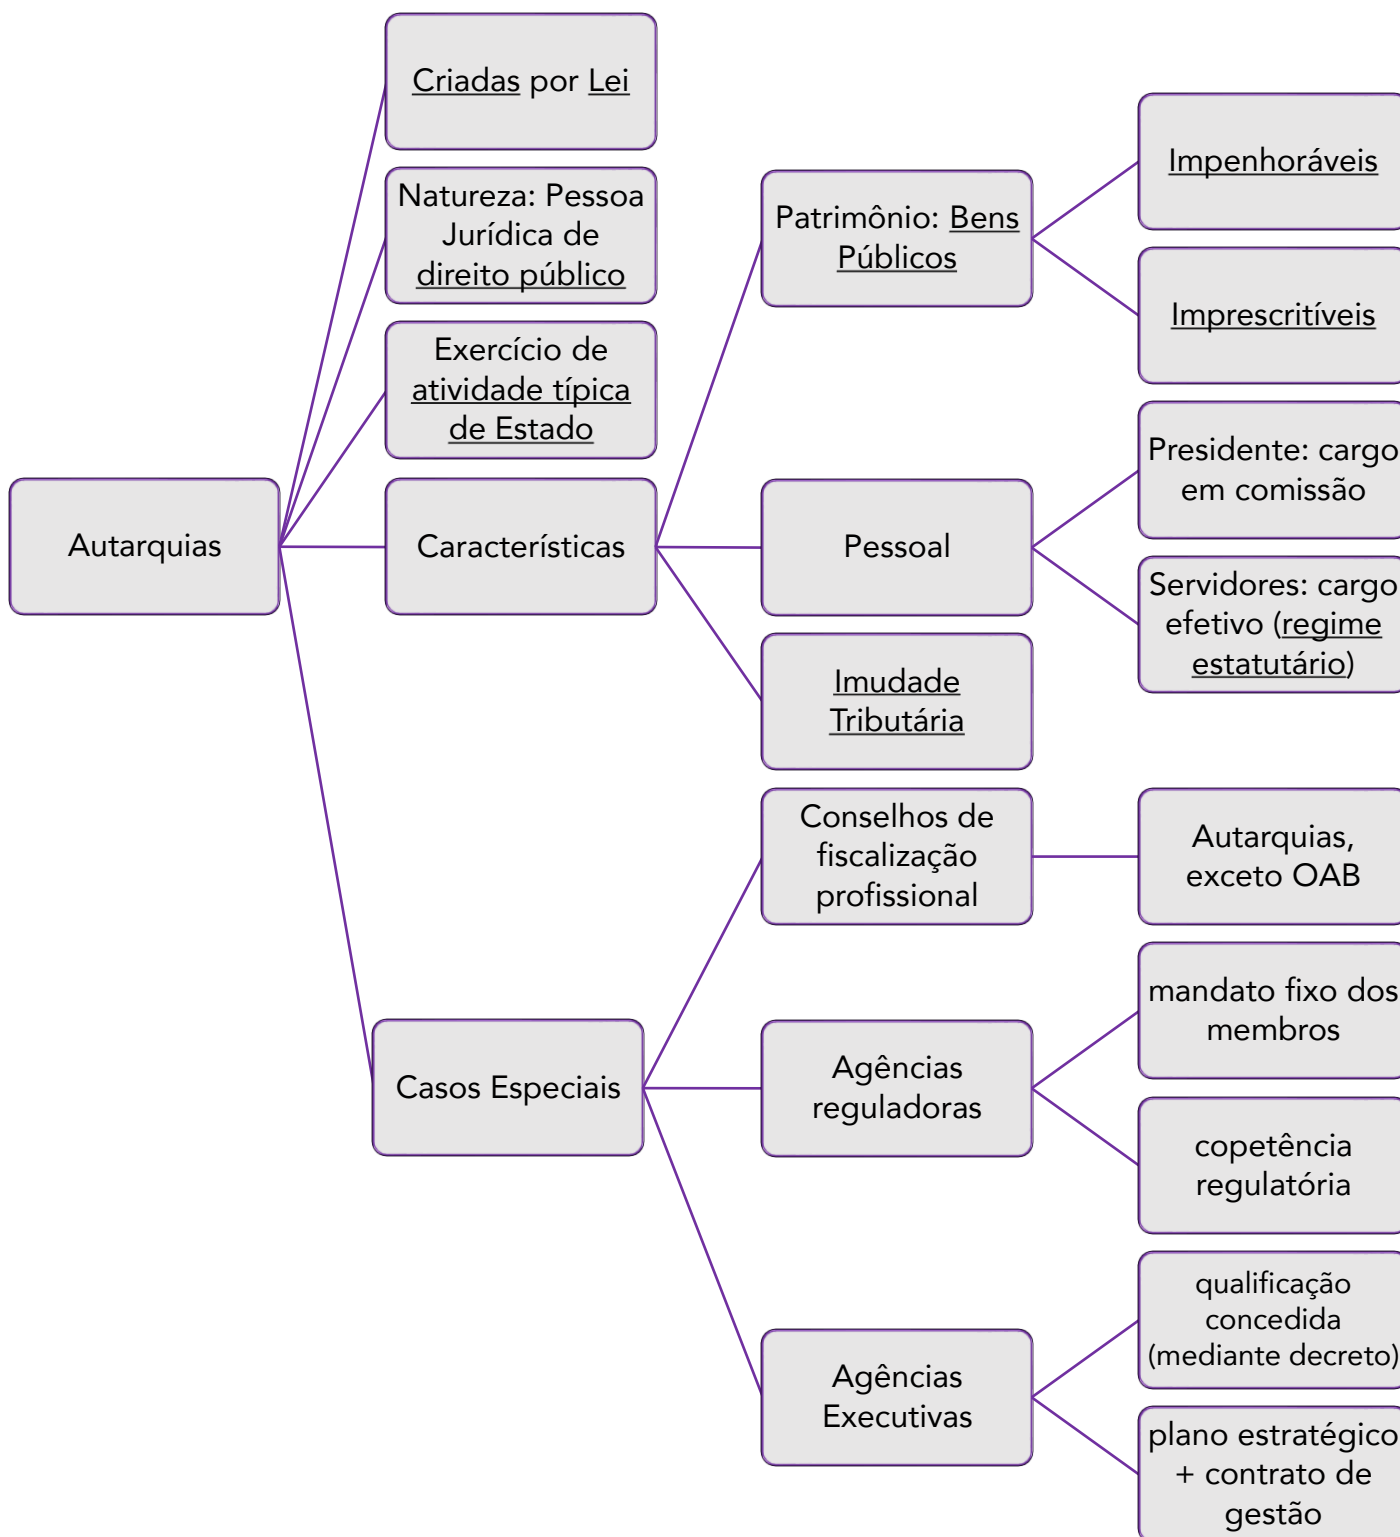 Autarquias
Criadas por Lei
Natureza: Pessoa
Jurídica de
direito público
Exercício de
atividade típica
de Estado
Características
Patrimônio: Bens
Públicos
Impenhoráveis
Imprescritíveis
Pessoal
Presidente: cargo
em comissão
Servidores: cargo
efetivo (regime
estatutário)
Imudade
Tributária
Casos Especiais
Conselhos de
fiscalização
profissional
Autarquias,
exceto OAB
Agências
reguladoras
mandato fixo dos
membros
copetência
regulatória
Agências
Executivas
qualificação
concedida
(mediante decreto)
plano estratégico
+ contrato de
gestão